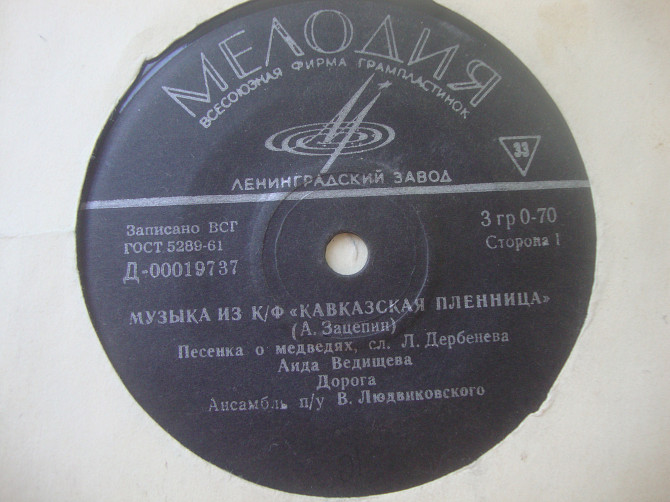 МЕЛОДИЯ
ВСЕСОЮЗНАЯ ФИРМА ГРАМПЛАСТИНОК
33
ЛЕНИНГРАДСКИЙ ЗАВОД
Записано ВСГ
ГОСТ 5289-61
Д-00019737
3 гр 0-70
Сторона 1
МУЗЫКА ИЗ К/Ф «КАВКАЗСКАЯ ПЛЕННИЦА»
(А. Зацепин)
Песенка о медведях, сл. Л. Дербенева
Аида Ведищева
Дорога
Ансамбль п/у В. Людвиковского